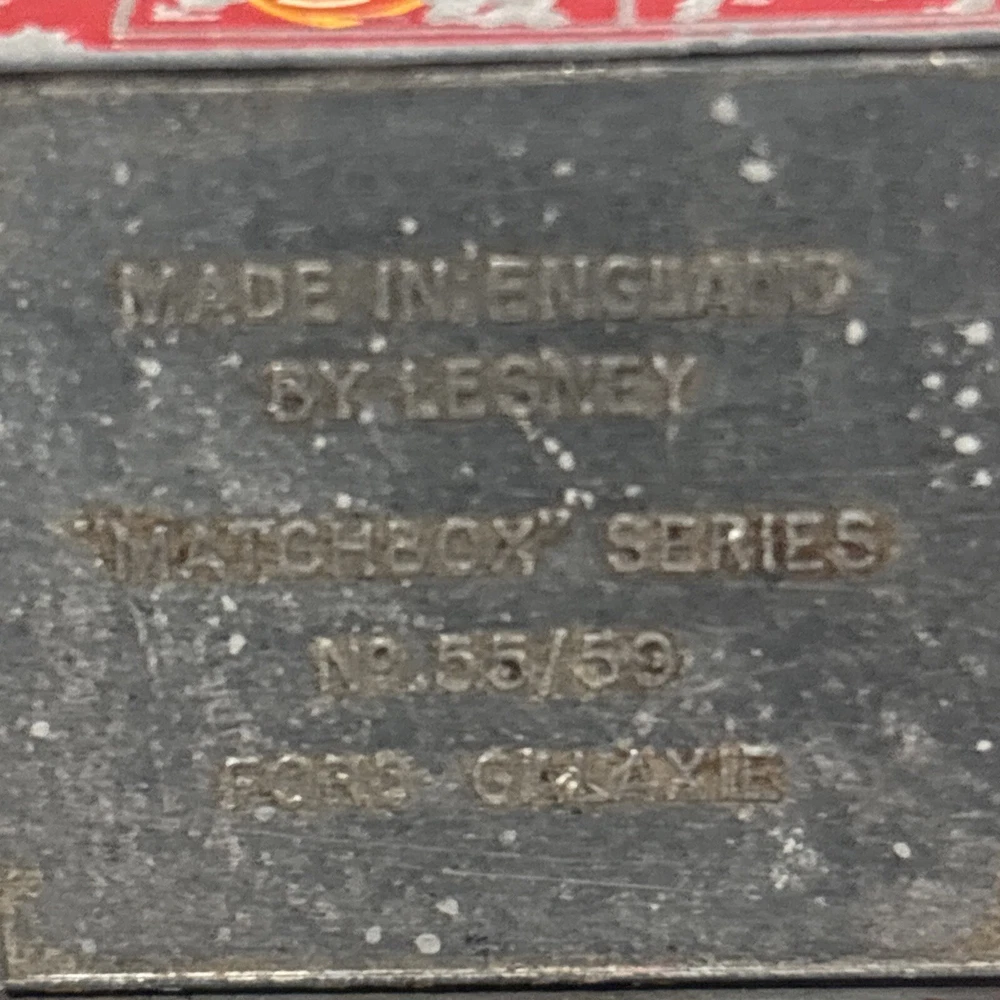 MADE IN ENGLAND
BY LESNEY
"MATCHBOX" SERIES
Nº.55/59
FORD GALAXIE